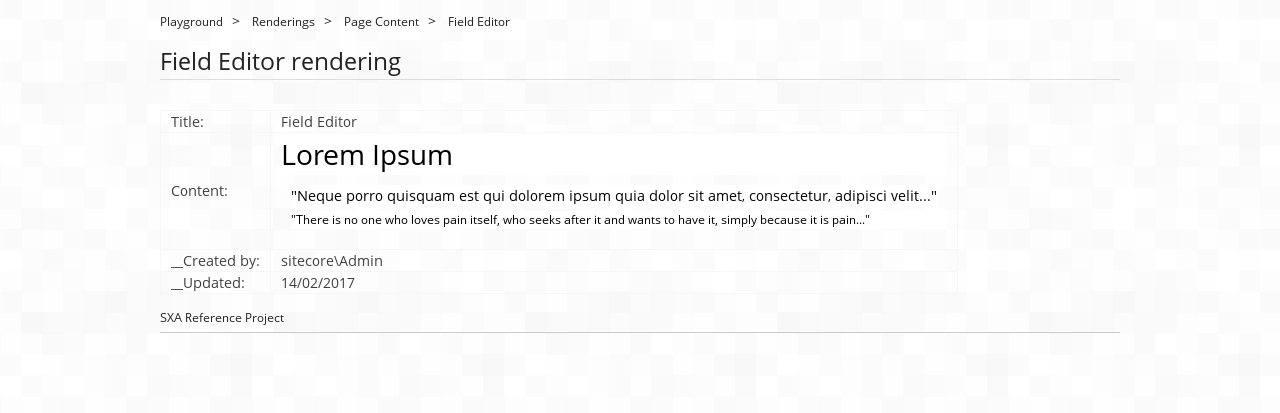 Playground > Renderings > Page Content > Field Editor
Field Editor rendering
Title: Field Editor
Lorem Ipsum
Content:
"Neque porro quisquam est qui dolorem ipsum quia dolor sit amet, consectetur, adipisci velit..."
"There is no one who loves pain itself, who seeks after it and wants to have it, simply because it is pain..."
__Created by: sitecore\Admin
__Updated: 14/02/2017
SXA Reference Project